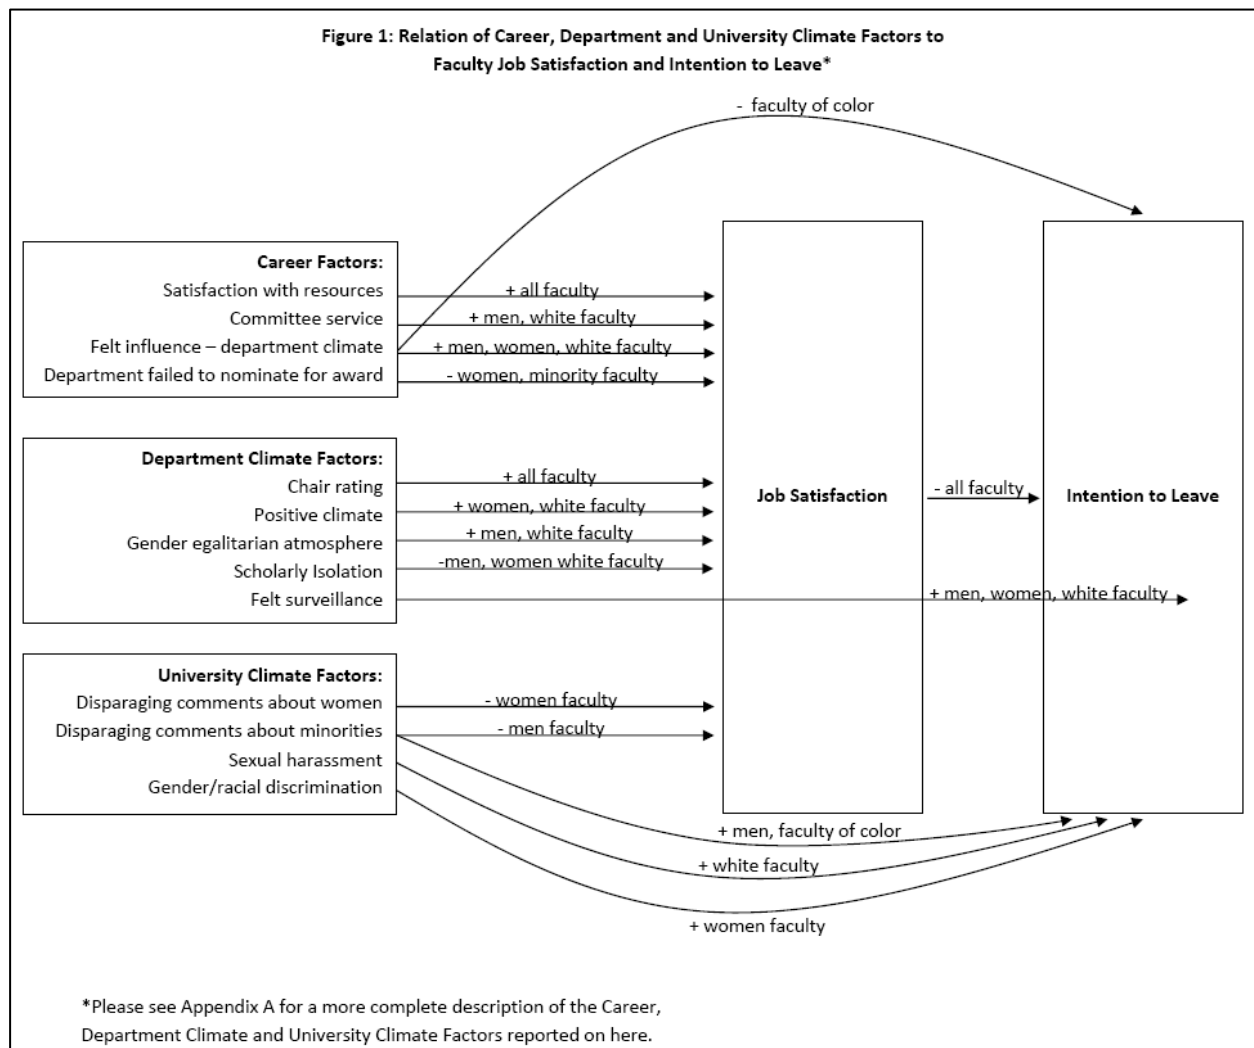 Figure 1: Relation of Career, Department and University Climate Factors to
Faculty Job Satisfaction and Intention to Leave*
- faculty of color
Career Factors:
Satisfaction with resources
Committee service
Felt influence – department climate
Department failed to nominate for award
+ all faculty
+ men, white faculty
+ men, women, white faculty
- women, minority faculty
Department Climate Factors:
Chair rating
Positive climate
Gender egalitarian atmosphere
Scholarly Isolation
Felt surveillance
+ all faculty
+ women, white faculty
+ men, white faculty
-men, women white faculty
Job Satisfaction
- all faculty
Intention to Leave
+ men, women, white faculty
University Climate Factors:
Disparaging comments about women
Disparaging comments about minorities
Sexual harassment
Gender/racial discrimination
- women faculty
- men faculty
+ men, faculty of color
+ white faculty
+ women faculty
*Please see Appendix A for a more complete description of the Career,
Department Climate and University Climate Factors reported on here.